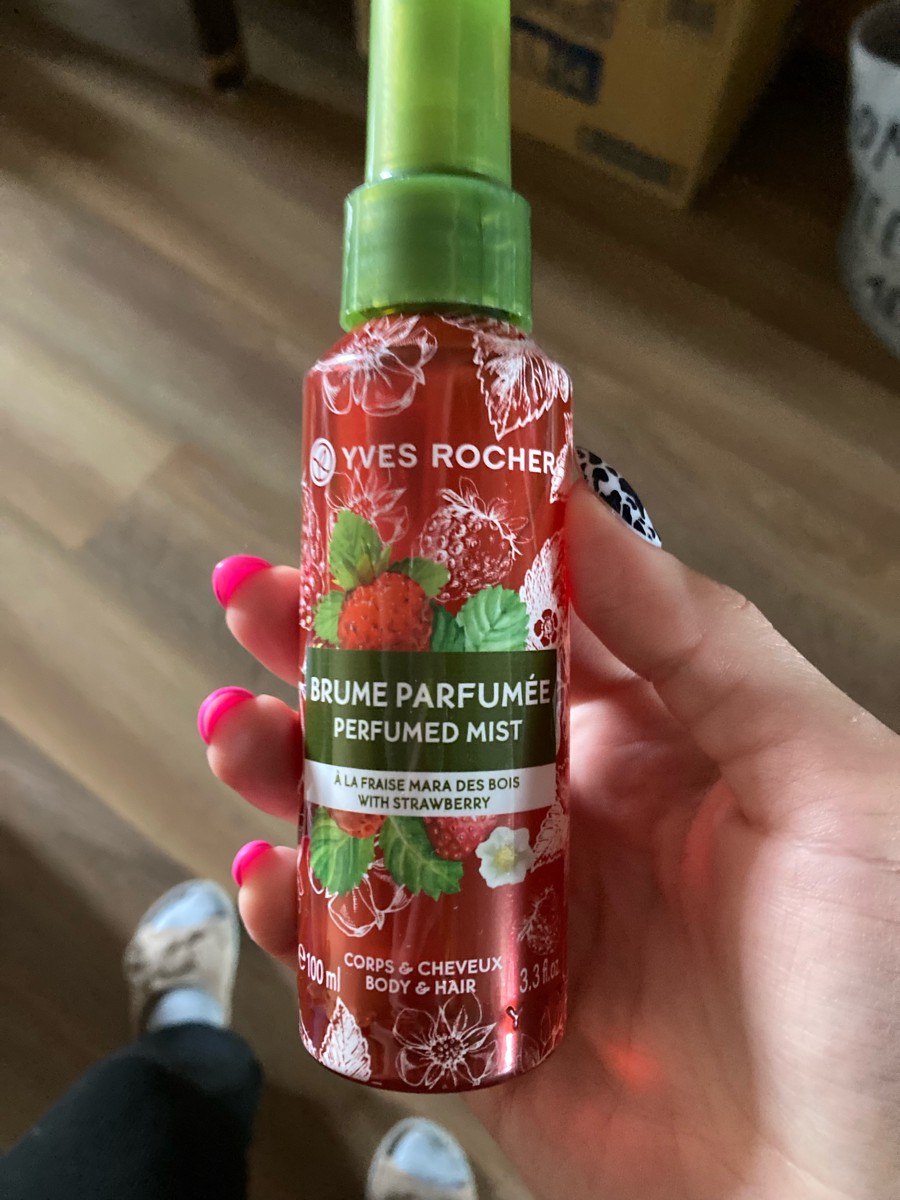 YVES ROCHER
BRUME PARFUMÉE
PERFUMED MIST
À LA FRAISE MARA DES BOIS
WITH STRAWBERRY
CORPS & CHEVEUX
BODY & HAIR
℮100 ml
3.3 fl.oz